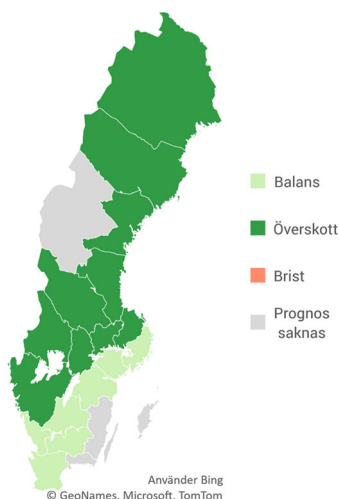 Balans
Överskott
Brist
Prognos
saknas
Använder Bing
© GeoNames, Microsoft, TomTom